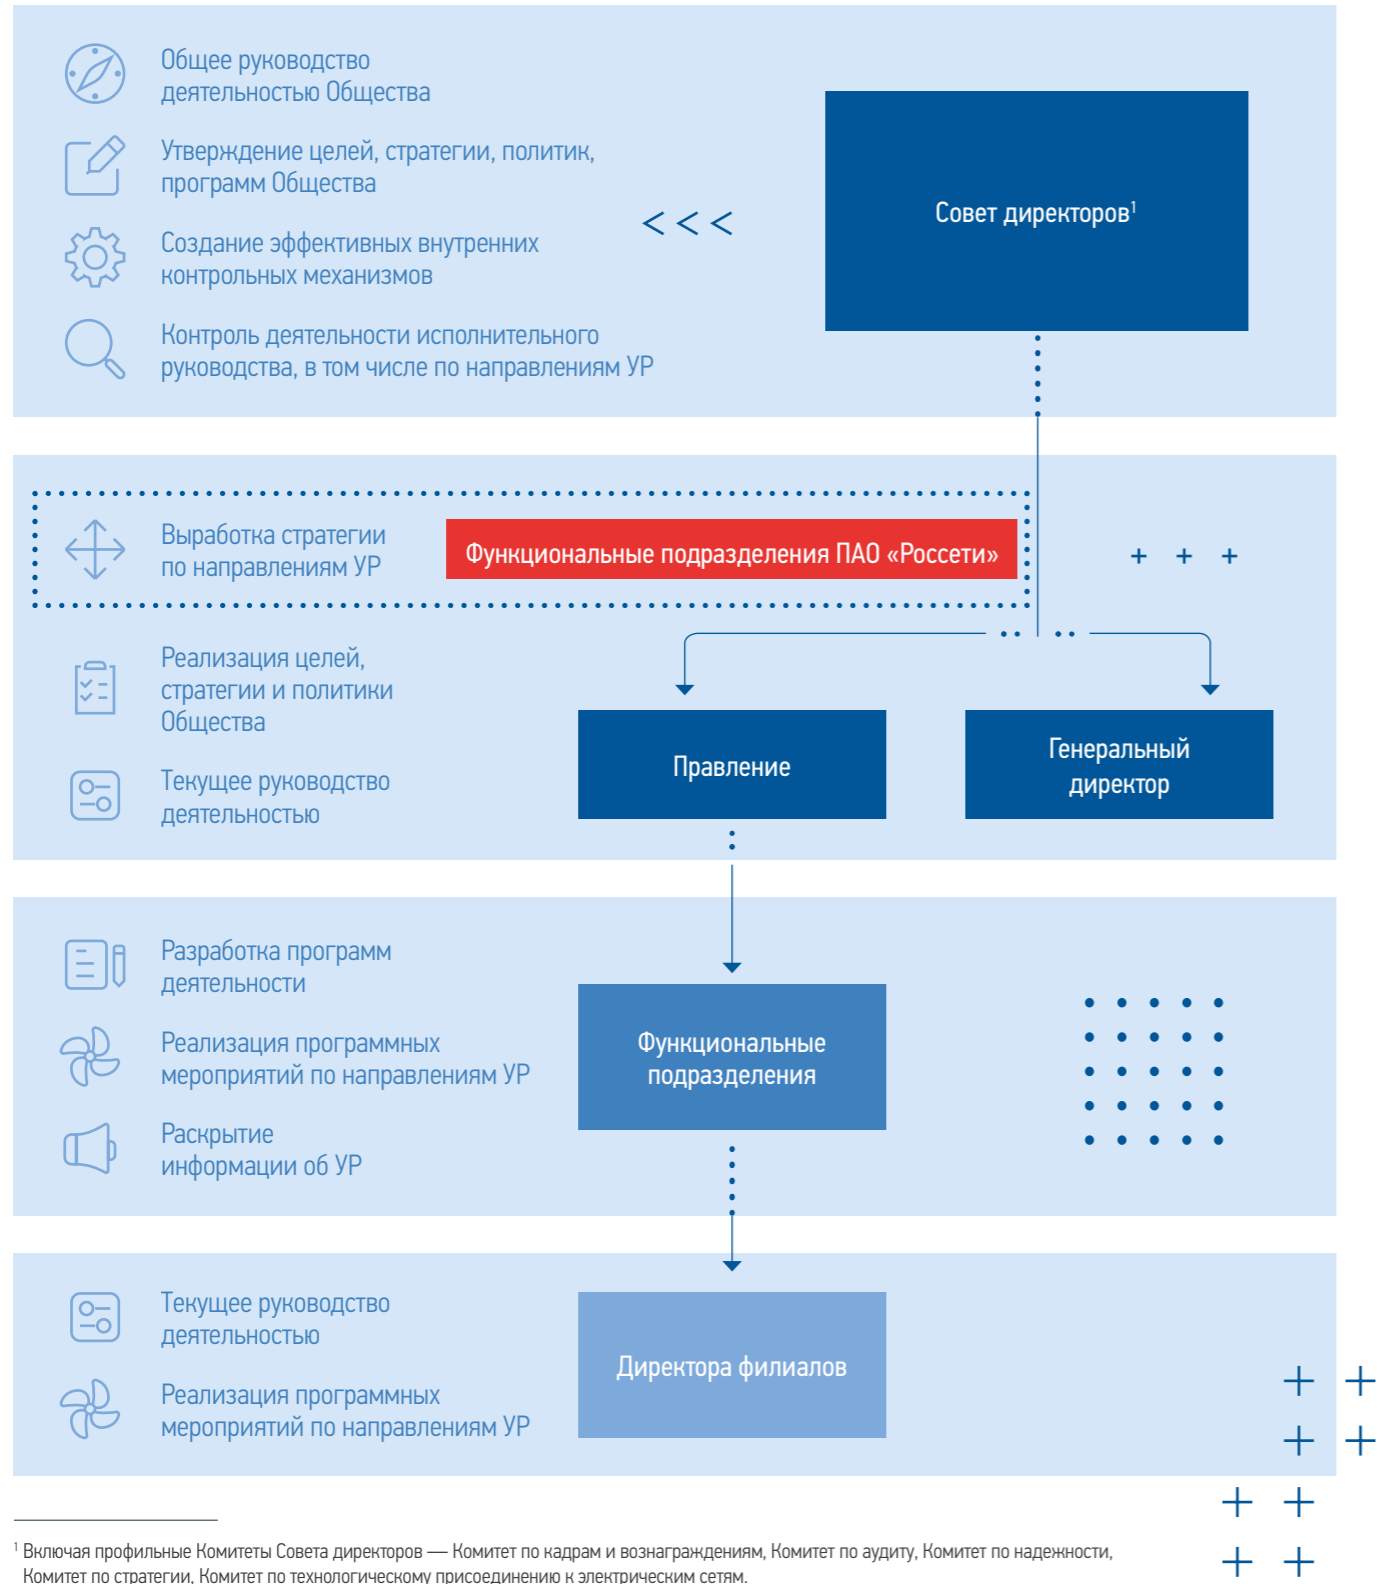 Общее руководство
деятельностью Общества
Утверждение целей, стратегии, политик,
программ Общества
Создание эффективных внутренних
контрольных механизмов
Контроль деятельности исполнительного
руководства, в том числе по направлениям УР
Совет директоров¹
Выработка стратегии
по направлениям УР
Функциональные подразделения ПАО «Россети»
Реализация целей,
стратегии и политики
Общества
Текущее руководство
деятельностью
Правление
Генеральный
директор
Разработка программ
деятельности
Реализация программных
мероприятий по направлениям УР
Раскрытие
информации об УР
Функциональные
подразделения
Текущее руководство
деятельностью
Реализация программных
мероприятий по направлениям УР
Директора филиалов
¹ Включая профильные Комитеты Совета директоров — Комитет по кадрам и вознаграждениям, Комитет по аудиту, Комитет по надежности,
Комитет по стратегии, Комитет по технологическому присоединению к электрическим сетям.